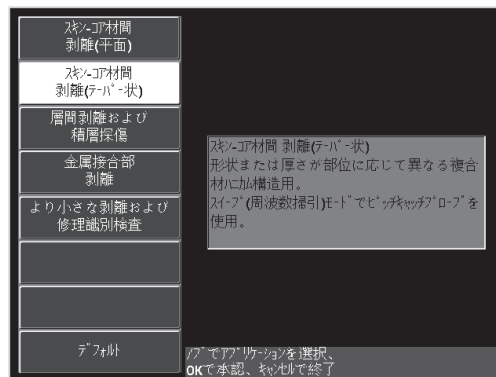 スキン-コア材間
剥離(平面)
スキン-コア材間
剥離(テーパー状)
層間剥離および
積層探傷
金属接合部
剥離
より小さな剥離および
修理識別検査
デフォルト
スキン-コア材間 剥離(テーパー状)
形状または厚さが部位に応じて異なる複合
材ハニカム構造用。
スイープ(周波数掃引)モードでピッチキャッチプローブを
使用。
ノブでアプリケーションを選択、
OKで承認、キャンセルで終了